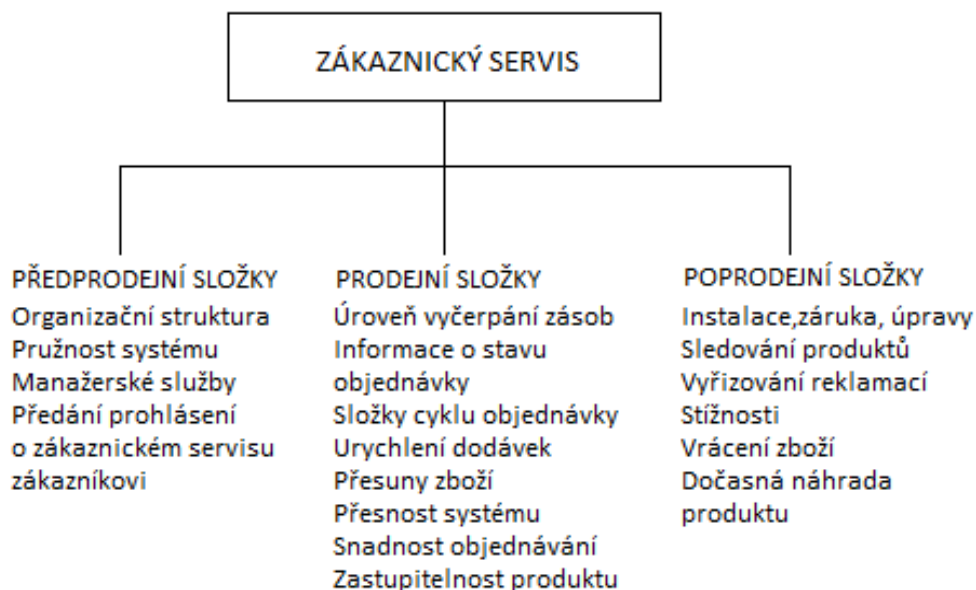 ZÁKAZNICKÝ SERVIS
PŘEDPRODEJNÍ SLOŽKY
Organizační struktura
Pružnost systému
Manažerské služby
Předání prohlásení
o zákaznickém servisu
zákazníkovi
PRODEJNÍ SLOŽKY
Úroveň vyčerpání zásob
Informace o stavu
objednávky
Složky cyklu objednávky
Urychlení dodávek
Přesuny zboží
Přesnost systému
Snadnost objednávání
Zastupitelnost produktu
POPRODEJNÍ SLOŽKY
Instalace,záruka, úpravy
Sledování produktů
Vyřizování reklamací
Stížnosti
Vrácení zboží
Dočasná náhrada
produktu